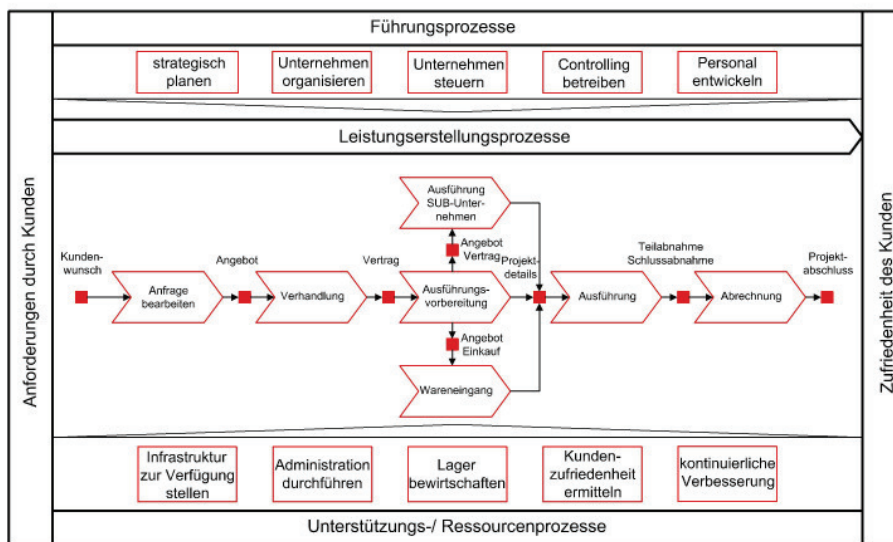 Führungsprozesse
strategisch
planen
Unternehmen
organisieren
Unternehmen
steuern
Controlling
betreiben
Personal
entwickeln
Leistungserstellungsprozesse
Anforderungen durch Kunden
Zufriedenheit des Kunden
Kunden-
wunsch
Anfrage
bearbeiten
Angebot
Verhandlung
Vertrag
Ausführung
SUB-Unter-
nehmen
Angebot
Vertrag
Ausführungs-
vorbereitung
Angebot
Einkauf
Wareneingang
Projekt-
details
Ausführung
Teilabnahme
Schlussabnahme
Abrechnung
Projekt-
abschluss
Infrastruktur
zur Verfügung
stellen
Administration
durchführen
Lager
bewirtschaften
Kunden-
zufriedenheit
ermitteln
kontinuierliche
Verbesserung
Unterstützungs-/ Ressourcenprozesse